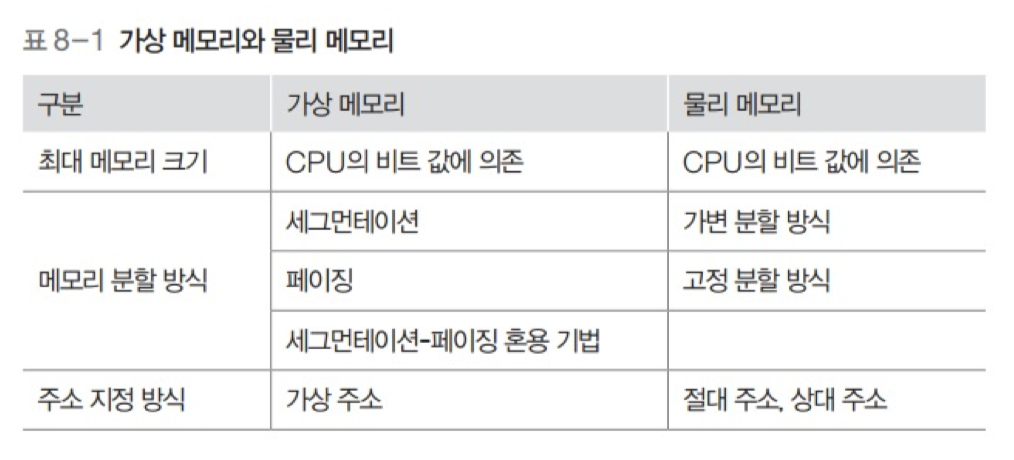 표 8-1 가상 메모리와 물리 메모리
구분 가상 메모리 물리 메모리
최대 메모리 크기 CPU의 비트 값에 의존 CPU의 비트 값에 의존
세그먼테이션 가변 분할 방식
메모리 분할 방식 페이징 고정 분할 방식
세그먼테이션-페이징 혼용 기법
주소 지정 방식 가상 주소 절대 주소, 상대 주소